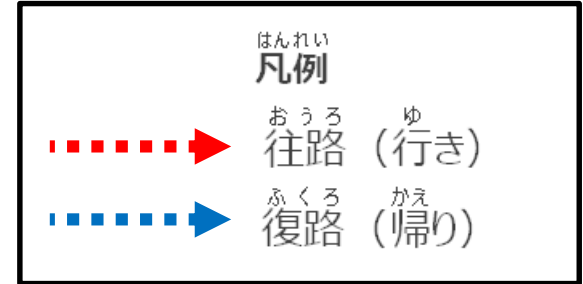 はんれい
凡例
おうろ ゆ
往路（行き）
ふくろ かえ
復路（帰り）